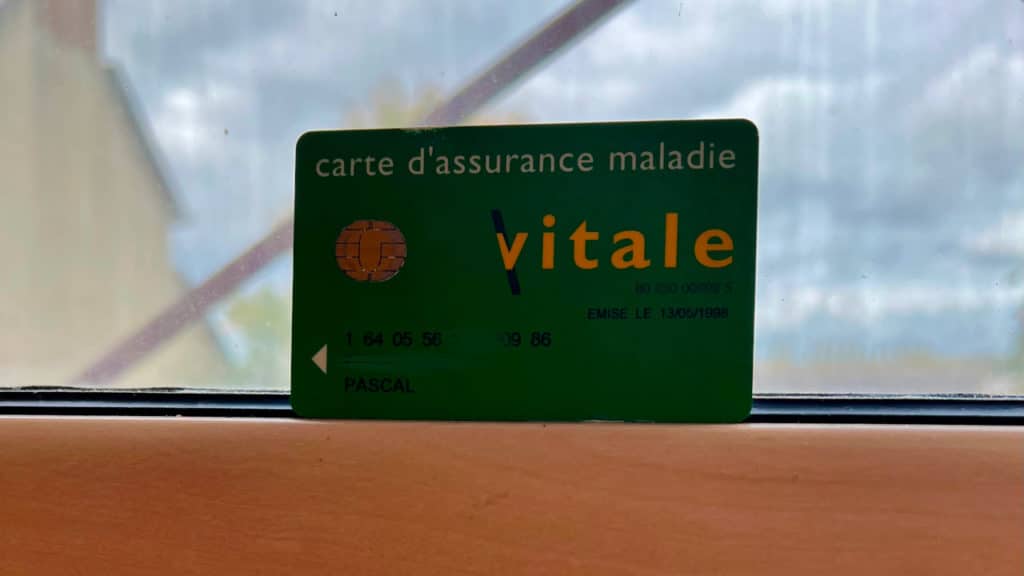 carte d'assurance maladie
vitale
EMISE LE 13/05/1998
1 64 05 56 09 86
PASCAL